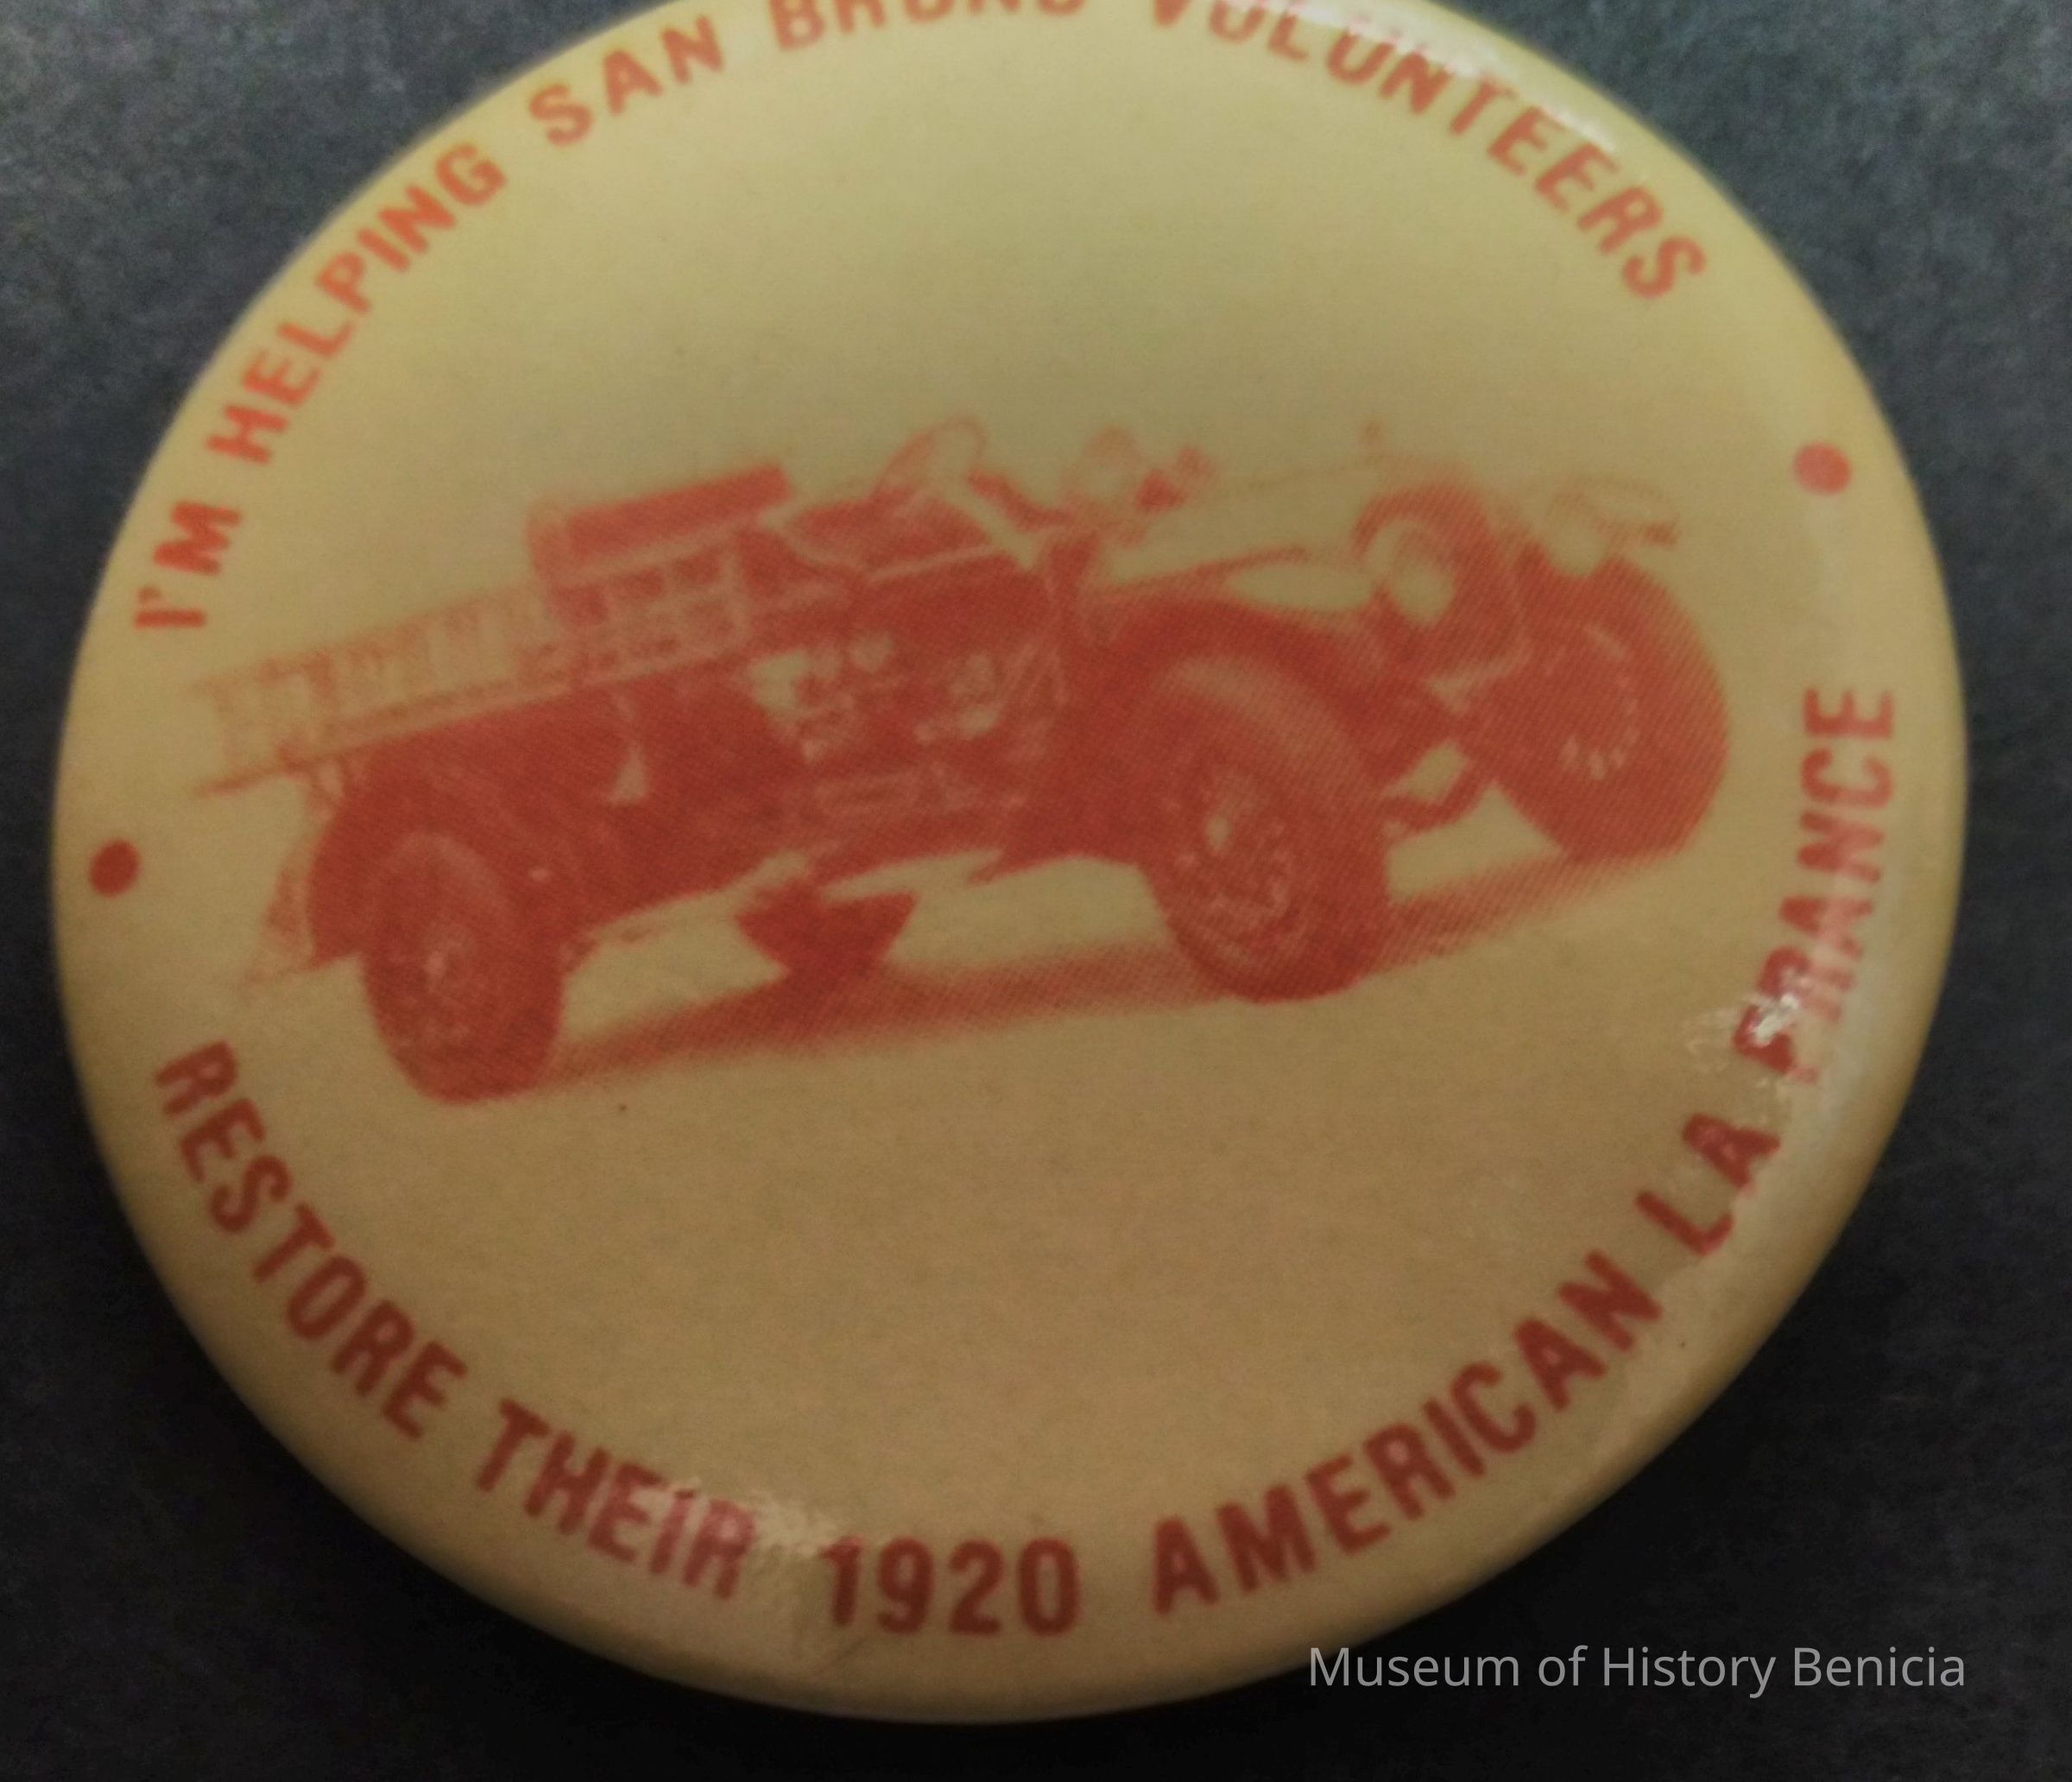 I'M HELPING SAN BRUNO VOLUNTEERS
RESTORE THEIR 1920 AMERICAN LA FRANCE
Museum of History Benicia